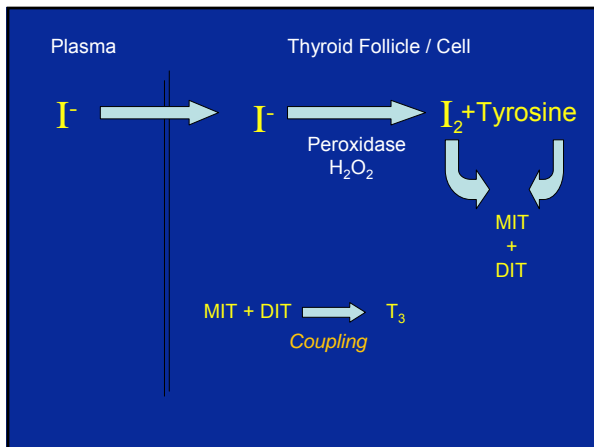 Plasma
Thyroid Follicle / Cell
I⁻
I⁻
I₂+Tyrosine
Peroxidase
H₂O₂
MIT
+
DIT
MIT + DIT
T₃
Coupling